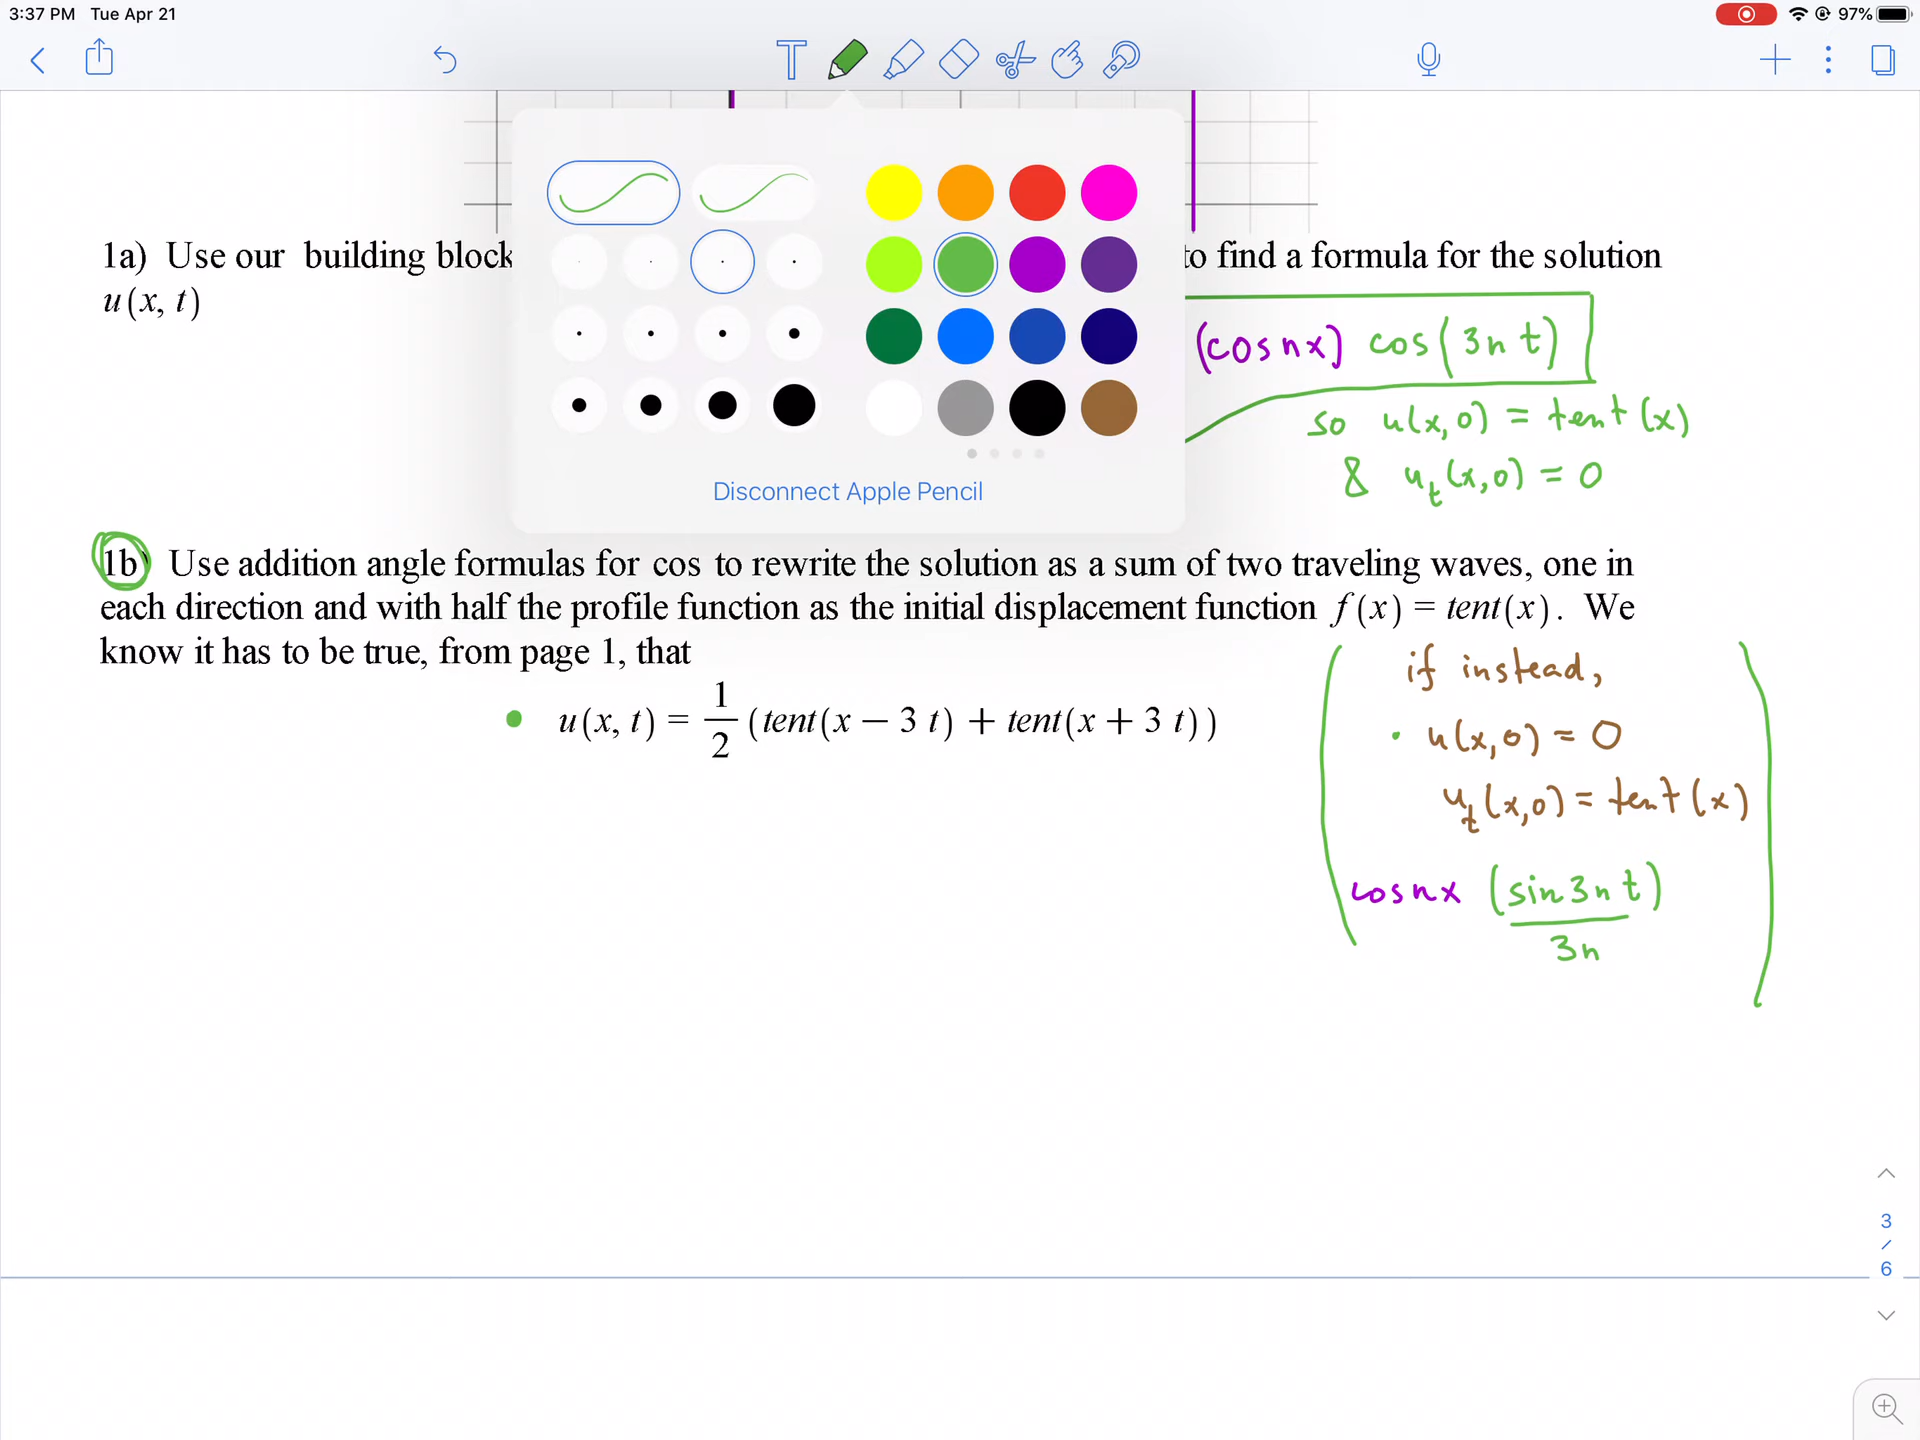 3:37 PM Tue Apr 21
97%
T
Disconnect Apple Pencil
1a) Use our building block
to find a formula for the solution
u(x, t)
(cos nx) cos(3n t)
so u(x,0) = tent(x)
& u_t(x,0) = 0
1b) Use addition angle formulas for cos to rewrite the solution as a sum of two traveling waves, one in
each direction and with half the profile function as the initial displacement function f(x) = tent(x). We
know it has to be true, from page 1, that
• u(x, t) = 1/2 (tent(x − 3 t) + tent(x + 3 t))
if instead,
• u(x,0) = 0
u_t(x,0) = tent(x)
cosnx (sin3n t)
3n
3
/
6